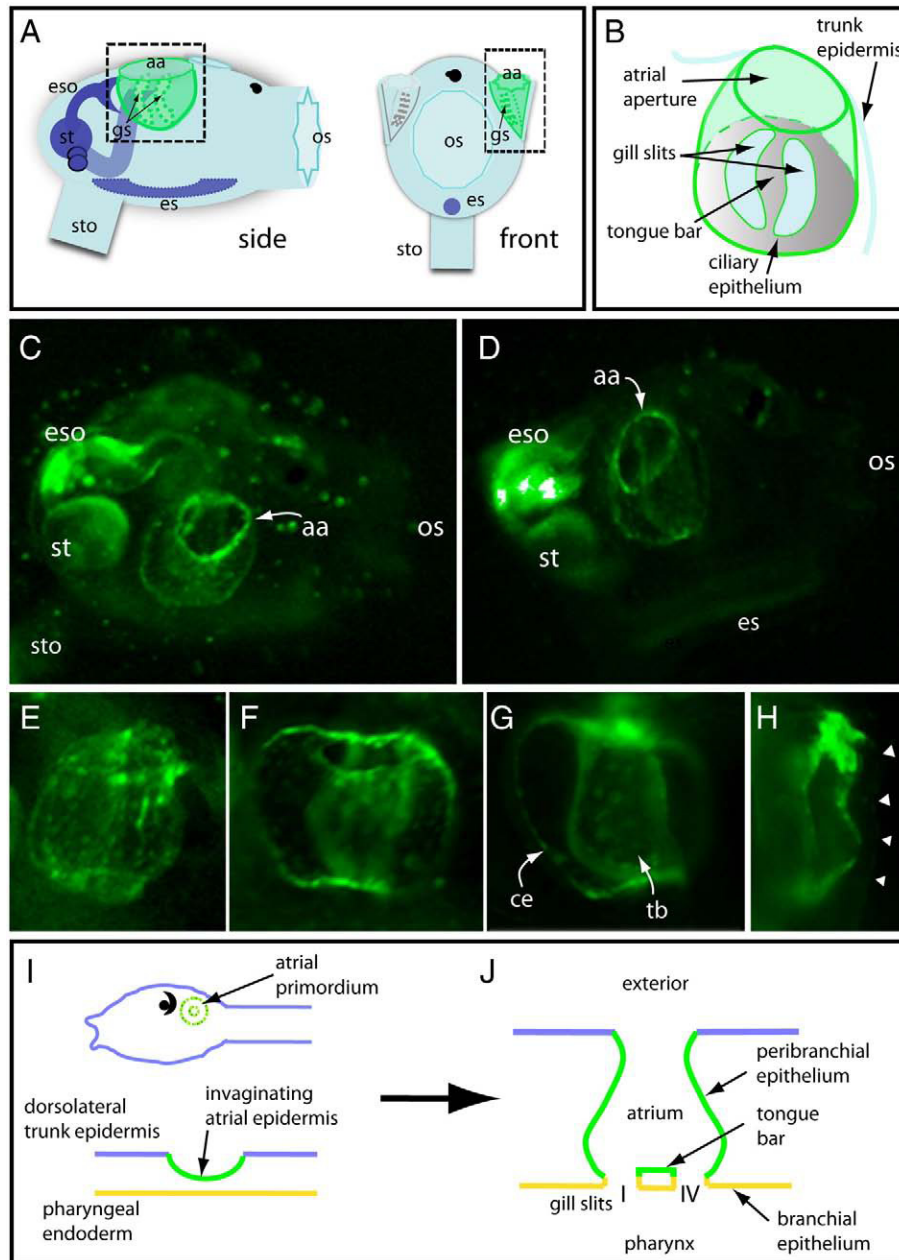 A
aa
eso
gs
st
os
es
sto
side
aa
gs
os
es
sto
front
B
trunk
epidermis
atrial
aperture
gill slits
tongue bar
ciliary
epithelium
C
eso
aa
os
st
sto
D
aa
eso
os
st
es
E
F
G
ce
tb
H
I
atrial
primordium
dorsolateral
trunk epidermis
invaginating
atrial epidermis
pharyngeal
endoderm
J
exterior
peribranchial
epithelium
atrium
tongue
bar
gill slits
I
IV
branchial
epithelium
pharynx